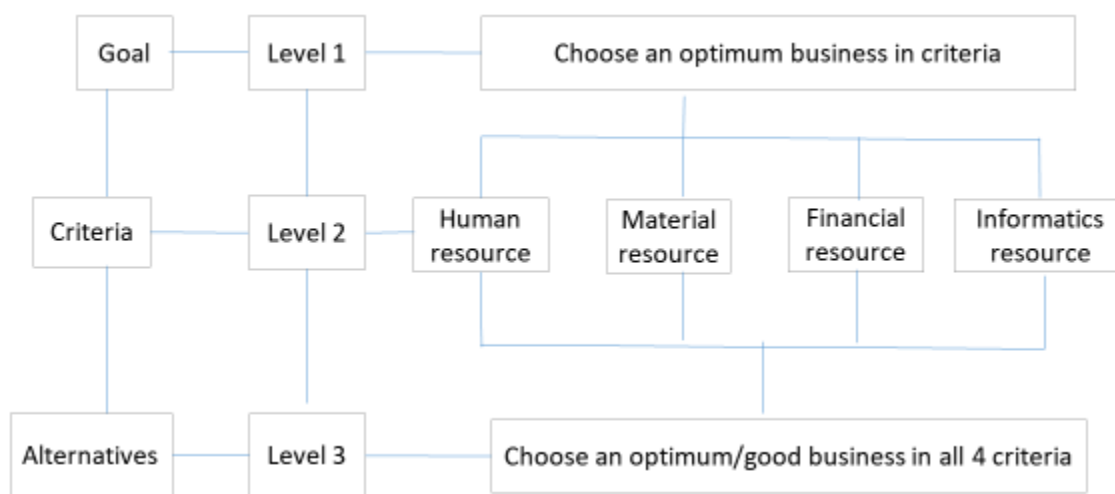 Goal
Level 1
Choose an optimum business in criteria
Criteria
Level 2
Human
resource
Material
resource
Financial
resource
Informatics
resource
Alternatives
Level 3
Choose an optimum/good business in all 4 criteria